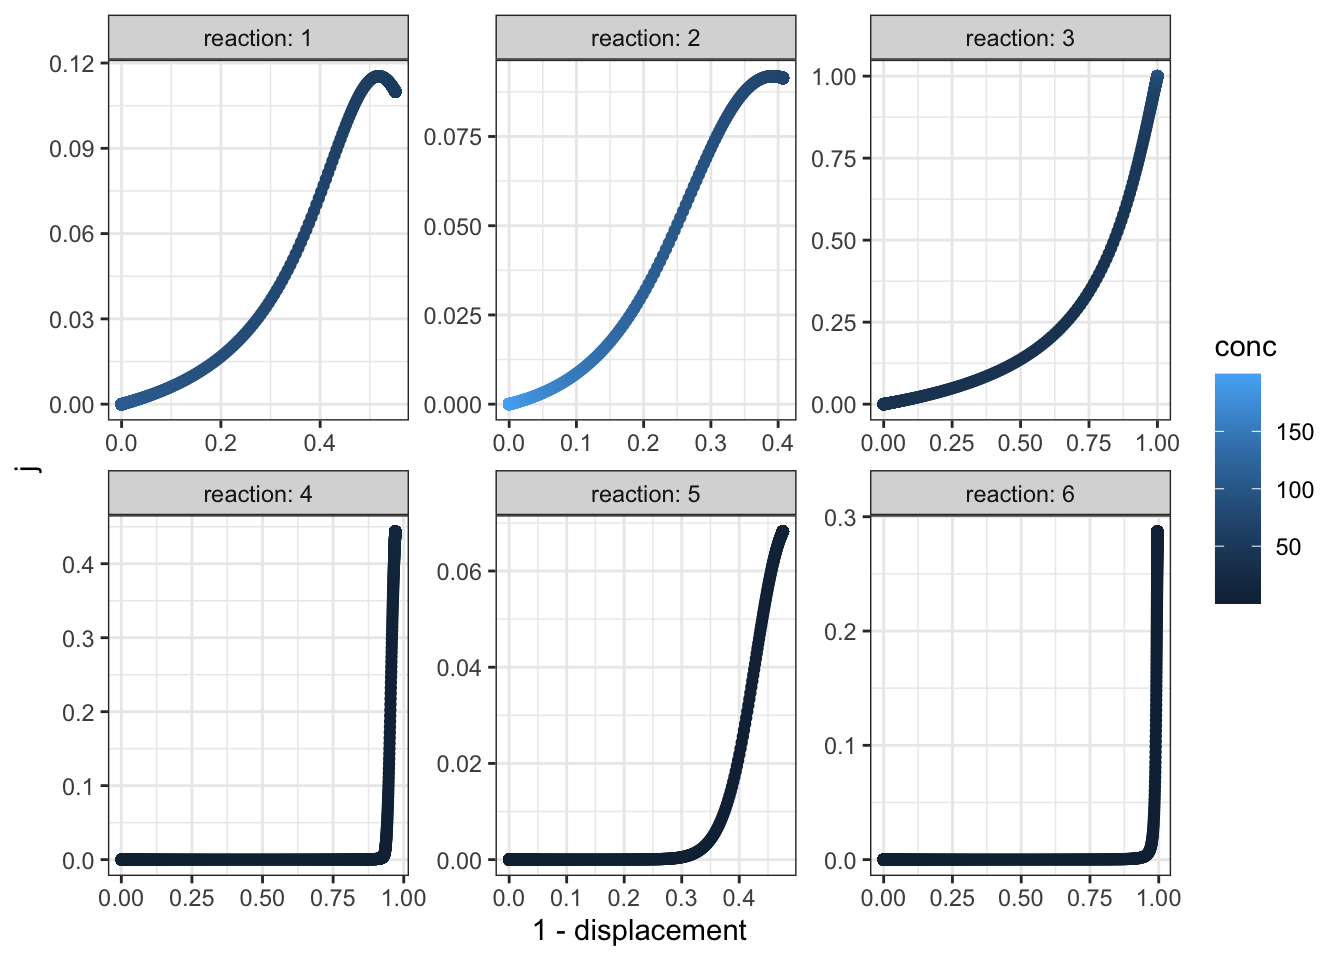 reaction: 1
reaction: 2
reaction: 3
0.12
0.09
0.06
0.03
0.00
0.075
0.050
0.025
0.000
1.00
0.75
0.50
0.25
0.00
0.0 0.2 0.4
0.0 0.1 0.2 0.3 0.4
0.00 0.25 0.50 0.75 1.00
reaction: 4
reaction: 5
reaction: 6
0.4
0.3
0.2
0.1
0.0
0.06
0.04
0.02
0.00
0.3
0.2
0.1
0.0
0.00 0.25 0.50 0.75 1.00
0.0 0.1 0.2 0.3 0.4
0.00 0.25 0.50 0.75 1.00
j
1 - displacement
conc
150
100
50